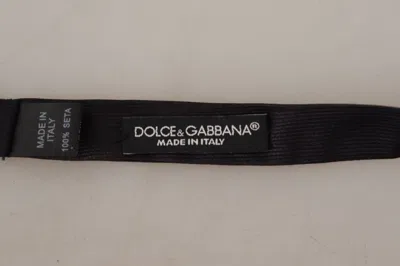 MADE IN
ITALY
100% SETA
DOLCE & GABBANA®
MADE IN ITALY